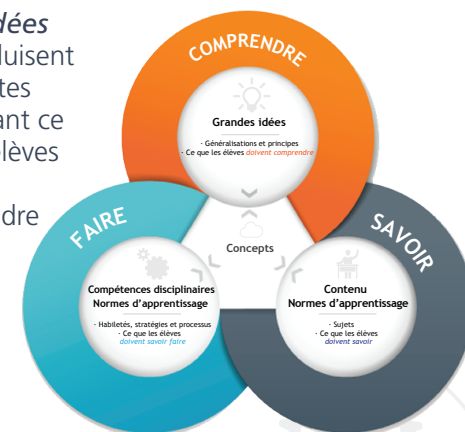 dées
duisent
tes
ant ce
élèves
dre
COMPRENDRE
Grandes idées
- Généralisations et principes
- Ce que les élèves doivent comprendre
Concepts
FAIRE
Compétences disciplinaires
Normes d'apprentissage
- Habiletés, stratégies et processus
- Ce que les élèves
doivent savoir faire
SAVOIR
Contenu
Normes d'apprentissage
- Sujets
- Ce que les élèves
doivent savoir